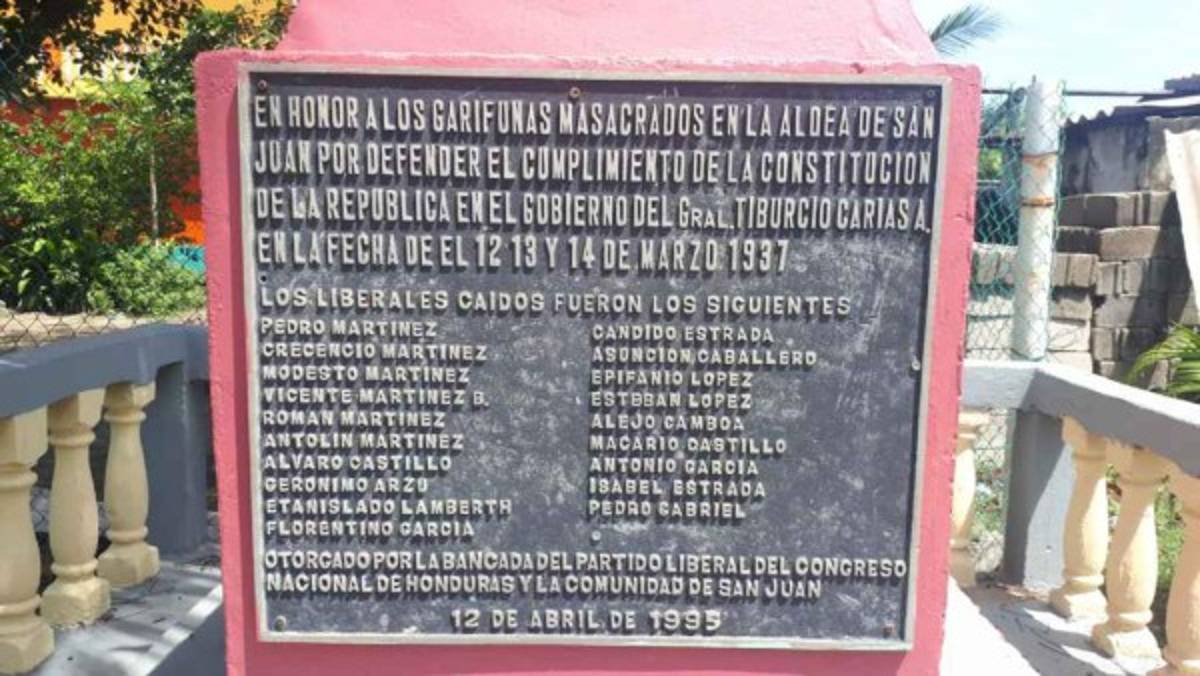 EN HONOR A LOS GARIFUNAS MASACRADOS EN LA ALDEA DE SAN
JUAN POR DEFENDER EL CUMPLIMIENTO DE LA CONSTITUCION
DE LA REPUBLICA EN EL GOBIERNO DEL Gral. TIBURCIO CARIAS A.
EN LA FECHA DE EL 12 13 Y 14 DE MARZO 1937
LOS LIBERALES CAIDOS FUERON LOS SIGUIENTES
PEDRO MARTINEZ
CRECENCIO MARTINEZ
MODESTO MARTINEZ
VICENTE MARTINEZ B.
ROMAN MARTINEZ
ANTOLIN MARTINEZ
ALVARO CASTILLO
GERONIMO ARZU
ETANISLADO LAMBERTH
FLORENTINO GARCIA
CANDIDO ESTRADA
ASUNCION CABALLERO
EPIFANIO LOPEZ
ESTEBAN LOPEZ
ALEJO CAMBOA
MACARIO CASTILLO
ANTONIO GARCIA
ISABEL ESTRADA
PEDRO GABRIEL
OTORGADO POR LA BANCADA DEL PARTIDO LIBERAL DEL CONGRESO
NACIONAL DE HONDURAS Y LA COMUNIDAD DE SAN JUAN
12 DE ABRIL DE 1995